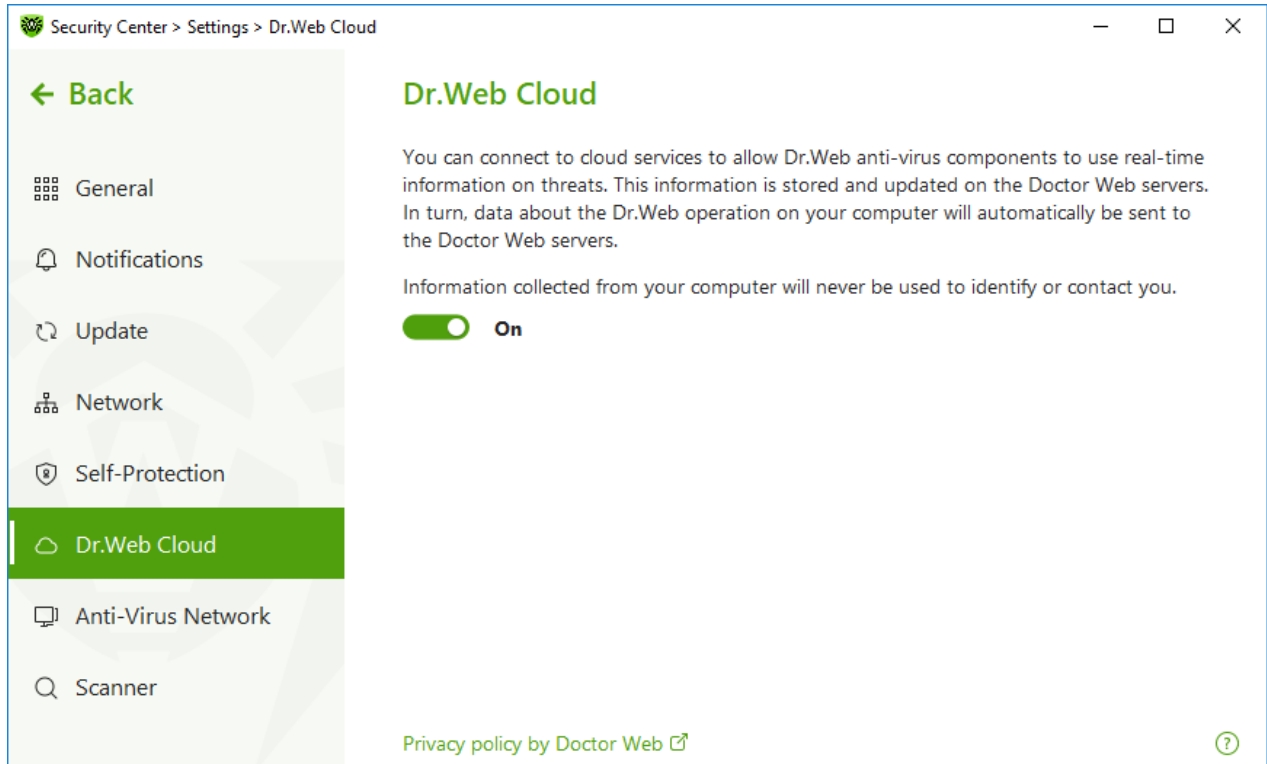 Security Center > Settings > Dr.Web Cloud
Back
General
Notifications
Update
Network
Self-Protection
Dr.Web Cloud
Anti-Virus Network
Scanner
Dr.Web Cloud
You can connect to cloud services to allow Dr.Web anti-virus components to use real-time
information on threats. This information is stored and updated on the Doctor Web servers.
In turn, data about the Dr.Web operation on your computer will automatically be sent to
the Doctor Web servers.
Information collected from your computer will never be used to identify or contact you.
On
Privacy policy by Doctor Web
?